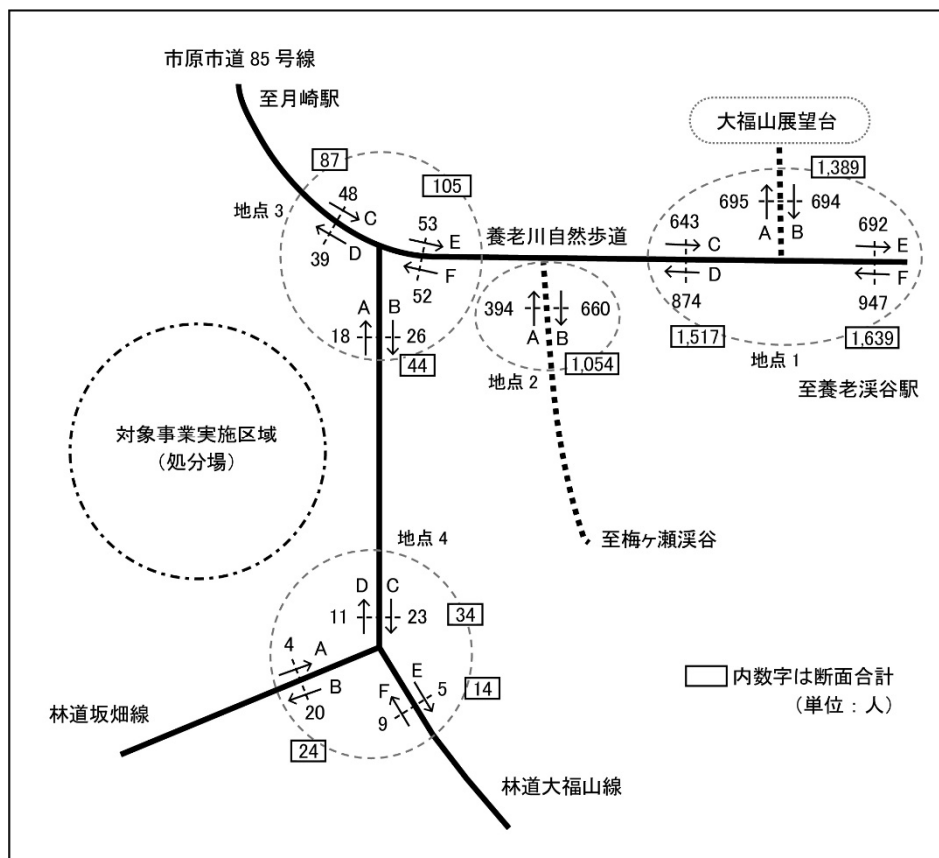 市原市道 85 号線
至月崎駅
大福山展望台
87
1,389
105
48
C
695
694
643
692
地点 3
53
A
B
E
養老川自然歩道
C
E
D
F
D
F
39
52
394
660
874
947
A
B
A
B
1,517
1,639
18
26
地点 1
44
地点 2
1,054
至養老渓谷駅
対象事業実施区域
(処分場)
至梅ヶ瀬渓谷
地点 4
D
C
11
23
34
4
A
E
5
14
内数字は断面合計
(単位:人)
B
F
20
9
林道坂畑線
24
林道大福山線